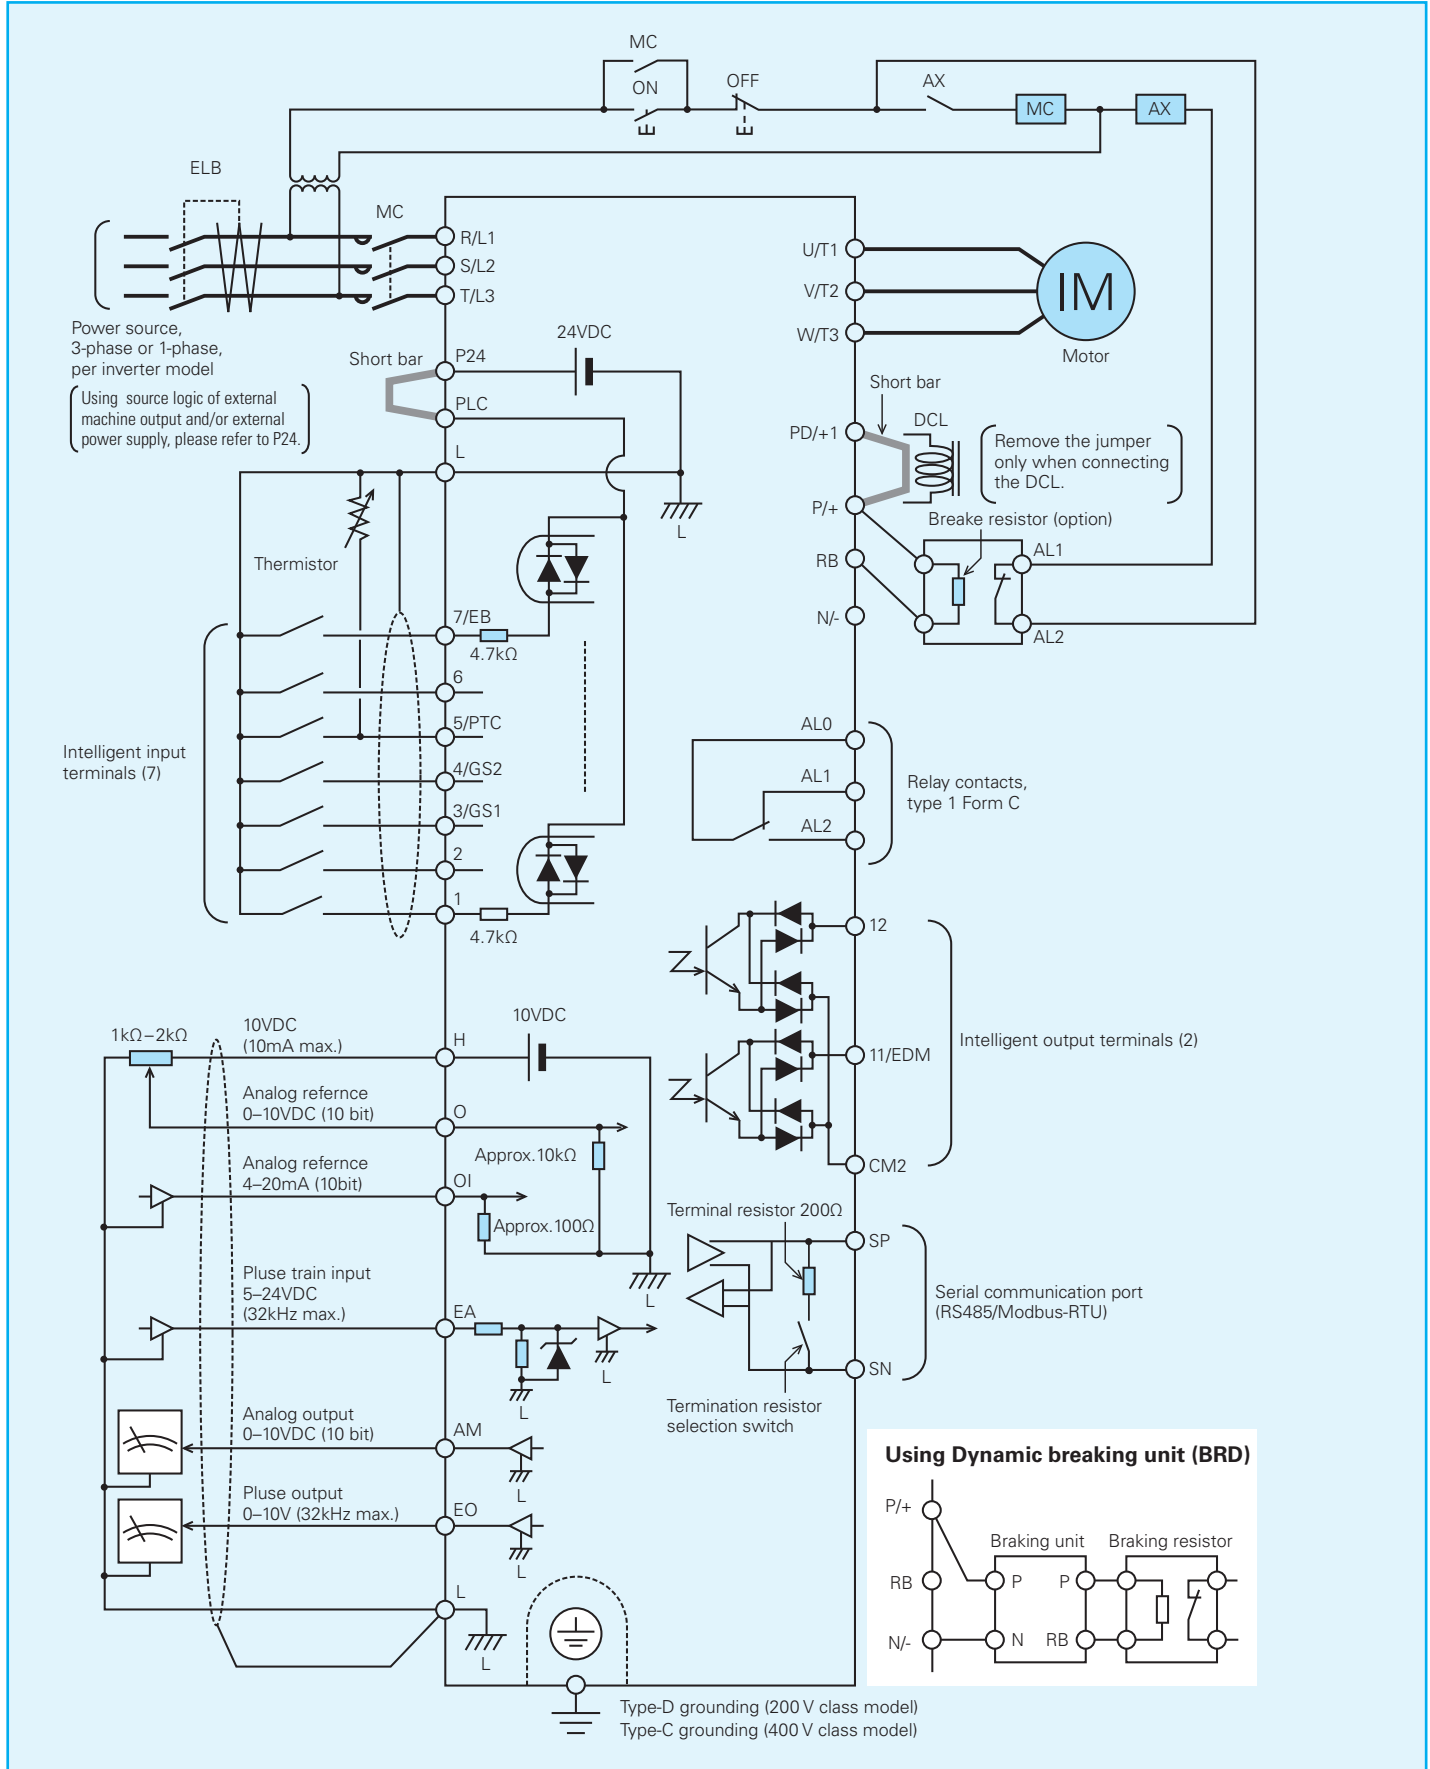 MC
ON
OFF
AX
MC
AX
ELB
MC
R/L1
S/L2
T/L3
Power source,
3-phase or 1-phase,
per inverter model
Using source logic of external
machine output and/or external
power supply, please refer to P24.
Short bar
P24
24VDC
PLC
L
L
Thermistor
7/EB
4.7kΩ
6
5/PTC
4/GS2
3/GS1
2
1
4.7kΩ
Intelligent input
terminals (7)
U/T1
V/T2
W/T3
IM
Motor
Short bar
PD/+1
DCL
Remove the jumper
only when connecting
the DCL.
P/+
Breake resistor (option)
RB
AL1
N/-
AL2
AL0
AL1
AL2
Relay contacts,
type 1 Form C
12
11/EDM
CM2
Intelligent output terminals (2)
1kΩ–2kΩ
10VDC
(10mA max.)
H
10VDC
Analog refernce
0–10VDC (10 bit)
O
Approx.10kΩ
Analog refernce
4–20mA (10bit)
OI
Approx.100Ω
L
Pluse train input
5–24VDC
(32kHz max.)
EA
L
L
Analog output
0–10VDC (10 bit)
AM
L
Pluse output
0–10V (32kHz max.)
EO
L
L
L
Terminal resistor 200Ω
SP
SN
Serial communication port
(RS485/Modbus-RTU)
Termination resistor
selection switch
Using Dynamic breaking unit (BRD)
P/+
Braking unit
Braking resistor
RB
P
P
N/-
N
RB
Type-D grounding (200 V class model)
Type-C grounding (400 V class model)